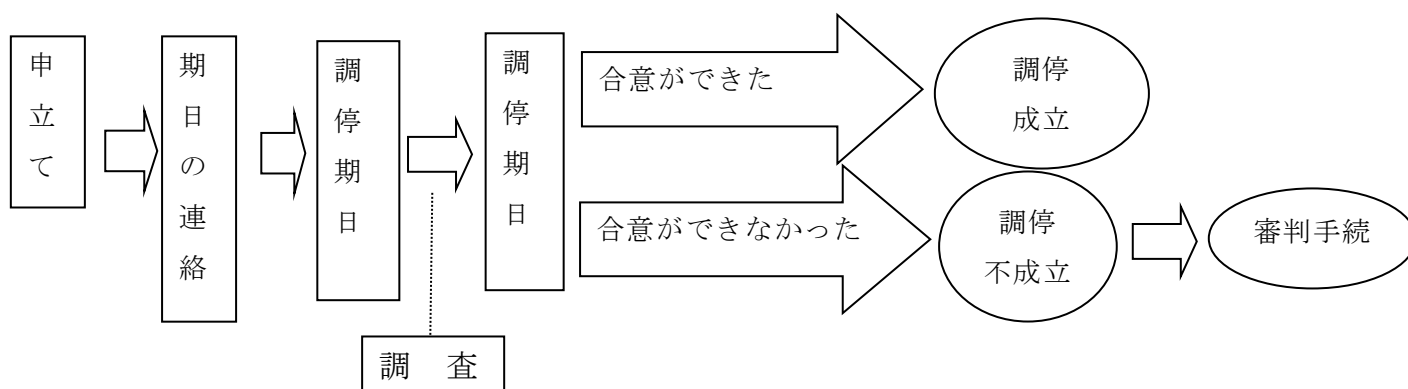 申立て
期日の連絡
調停期日
調停期日
合意ができた
調停
成立
合意ができなかった
調停
不成立
審判手続
調　査